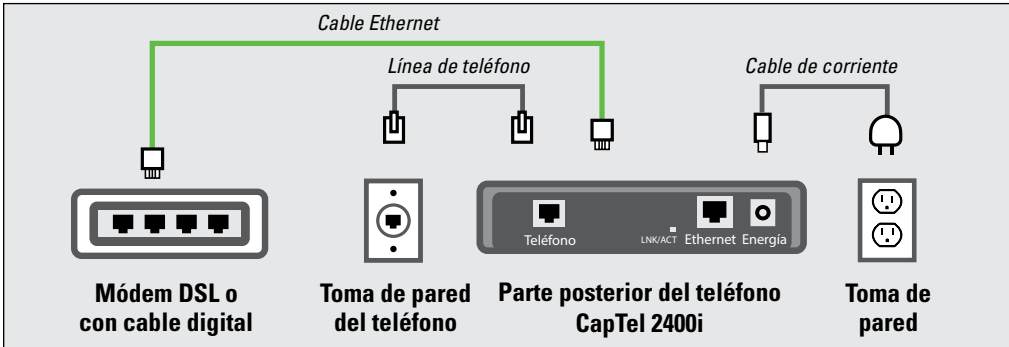 Cable Ethernet
Línea de teléfono
Cable de corriente
Teléfono
LNK/ACT
Ethernet
Energía
Módem DSL o
con cable digital
Toma de pared
del teléfono
Parte posterior del teléfono
CapTel 2400i
Toma de
pared